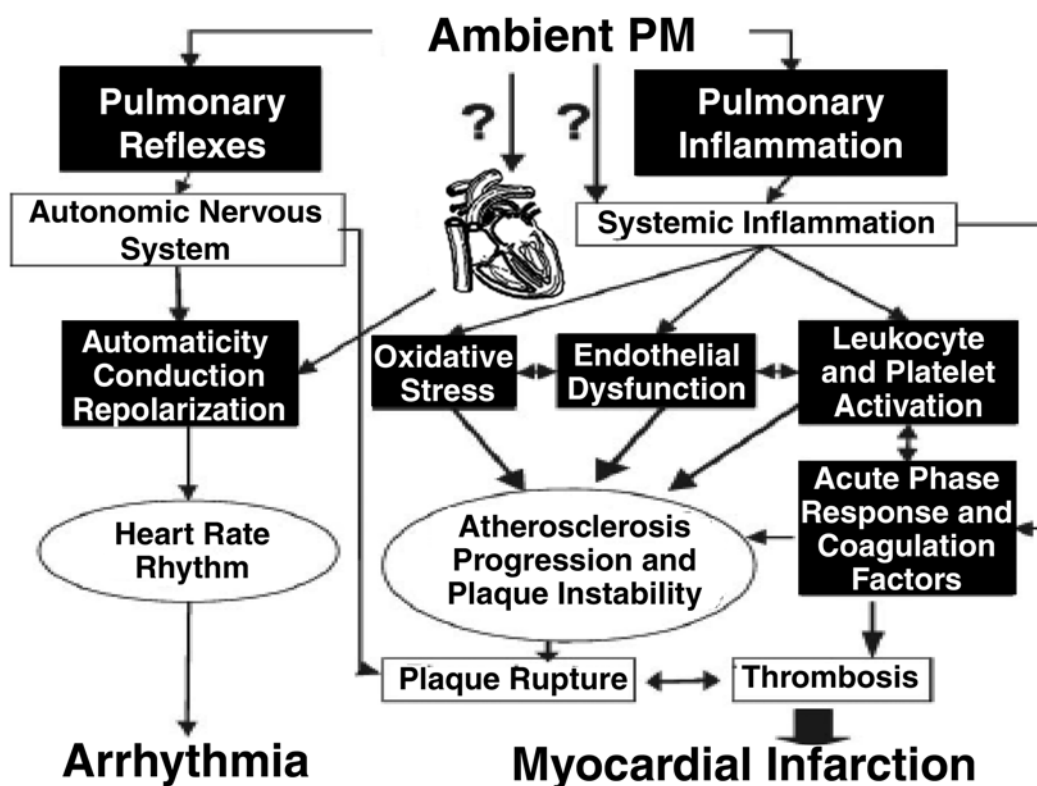 Ambient PM
Pulmonary
Reflexes
?
?
Pulmonary
Inflammation
Autonomic Nervous
System
Systemic Inflammation
Automaticity
Conduction
Repolarization
Oxidative
Stress
Endothelial
Dysfunction
Leukocyte
and Platelet
Activation
Heart Rate
Rhythm
Atherosclerosis
Progression and
Plaque Instability
Acute Phase
Response and
Coagulation
Factors
Plaque Rupture
Thrombosis
Arrhythmia
Myocardial Infarction